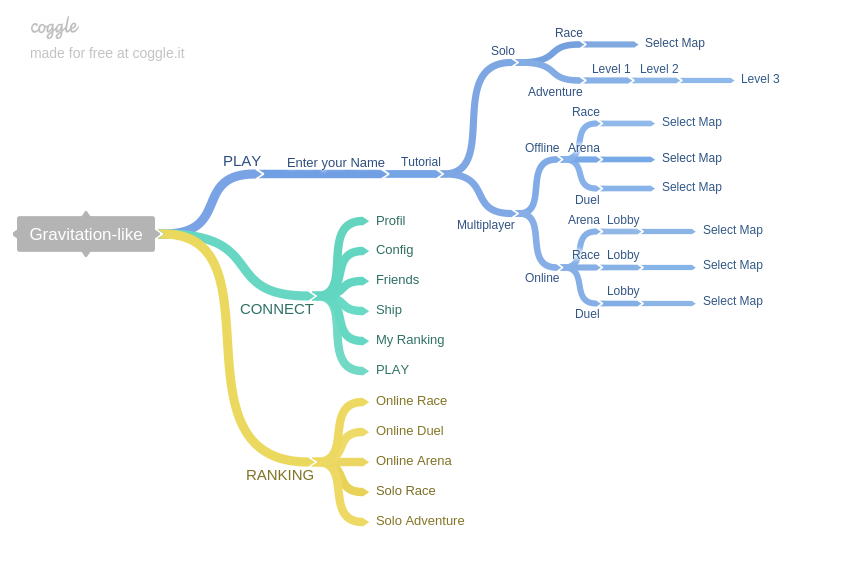 coggle
made for free at coggle.it
Gravitation-like
PLAY
Enter your Name
Tutorial
Solo
Race
Select Map
Adventure
Level 1
Level 2
Level 3
Multiplayer
Offline
Race
Select Map
Arena
Select Map
Duel
Select Map
Online
Arena
Lobby
Select Map
Race
Lobby
Select Map
Duel
Lobby
Select Map
CONNECT
Profil
Config
Friends
Ship
My Ranking
PLAY
RANKING
Online Race
Online Duel
Online Arena
Solo Race
Solo Adventure